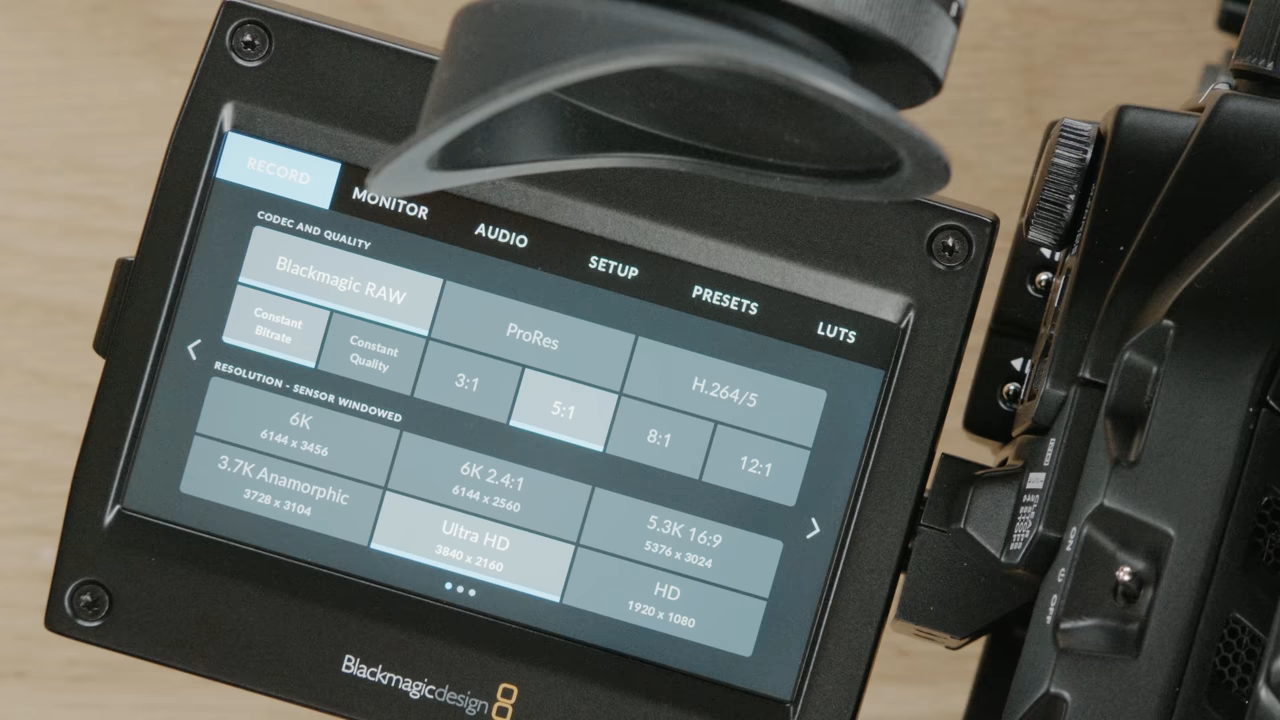 RECORD
MONITOR
AUDIO
SETUP
PRESETS
LUTS
CODEC AND QUALITY
Blackmagic RAW
ProRes
H.264/5
Constant
Bitrate
Constant
Quality
3:1
5:1
8:1
12:1
RESOLUTION - SENSOR WINDOWED
6K
6144 x 3456
6K 2.4:1
6144 x 2560
5.3K 16:9
5376 x 3024
3.7K Anamorphic
3728 x 3104
Ultra HD
3840 x 2160
HD
1920 x 1080
Blackmagicdesign
ON
OFF